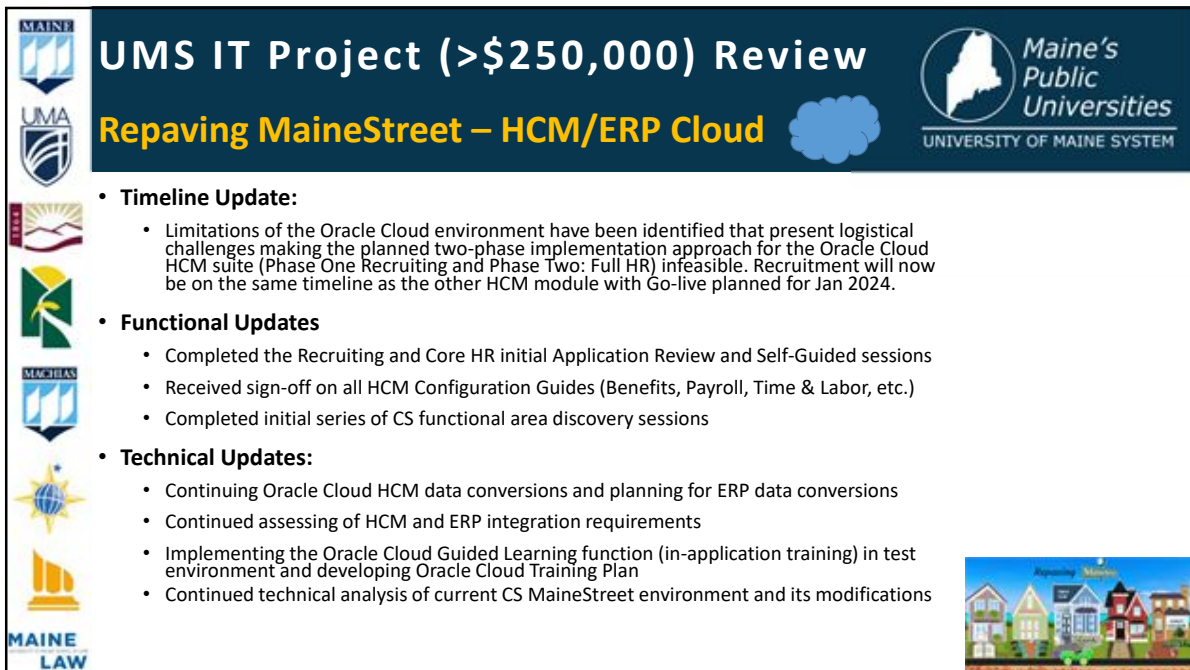 MAINE
UMS IT Project (>$250,000) Review
Repaving MaineStreet – HCM/ERP Cloud
Maine's
Public
Universities
UNIVERSITY OF MAINE SYSTEM
UMA
1864
MACHIAS
MAINE
LAW
• Timeline Update:
• Limitations of the Oracle Cloud environment have been identified that present logistical
challenges making the planned two-phase implementation approach for the Oracle Cloud
HCM suite (Phase One Recruiting and Phase Two: Full HR) infeasible. Recruitment will now
be on the same timeline as the other HCM module with Go-live planned for Jan 2024.
• Functional Updates
• Completed the Recruiting and Core HR initial Application Review and Self-Guided sessions
• Received sign-off on all HCM Configuration Guides (Benefits, Payroll, Time & Labor, etc.)
• Completed initial series of CS functional area discovery sessions
• Technical Updates:
• Continuing Oracle Cloud HCM data conversions and planning for ERP data conversions
• Continued assessing of HCM and ERP integration requirements
• Implementing the Oracle Cloud Guided Learning function (in-application training) in test
environment and developing Oracle Cloud Training Plan
• Continued technical analysis of current CS MaineStreet environment and its modifications
Repaving